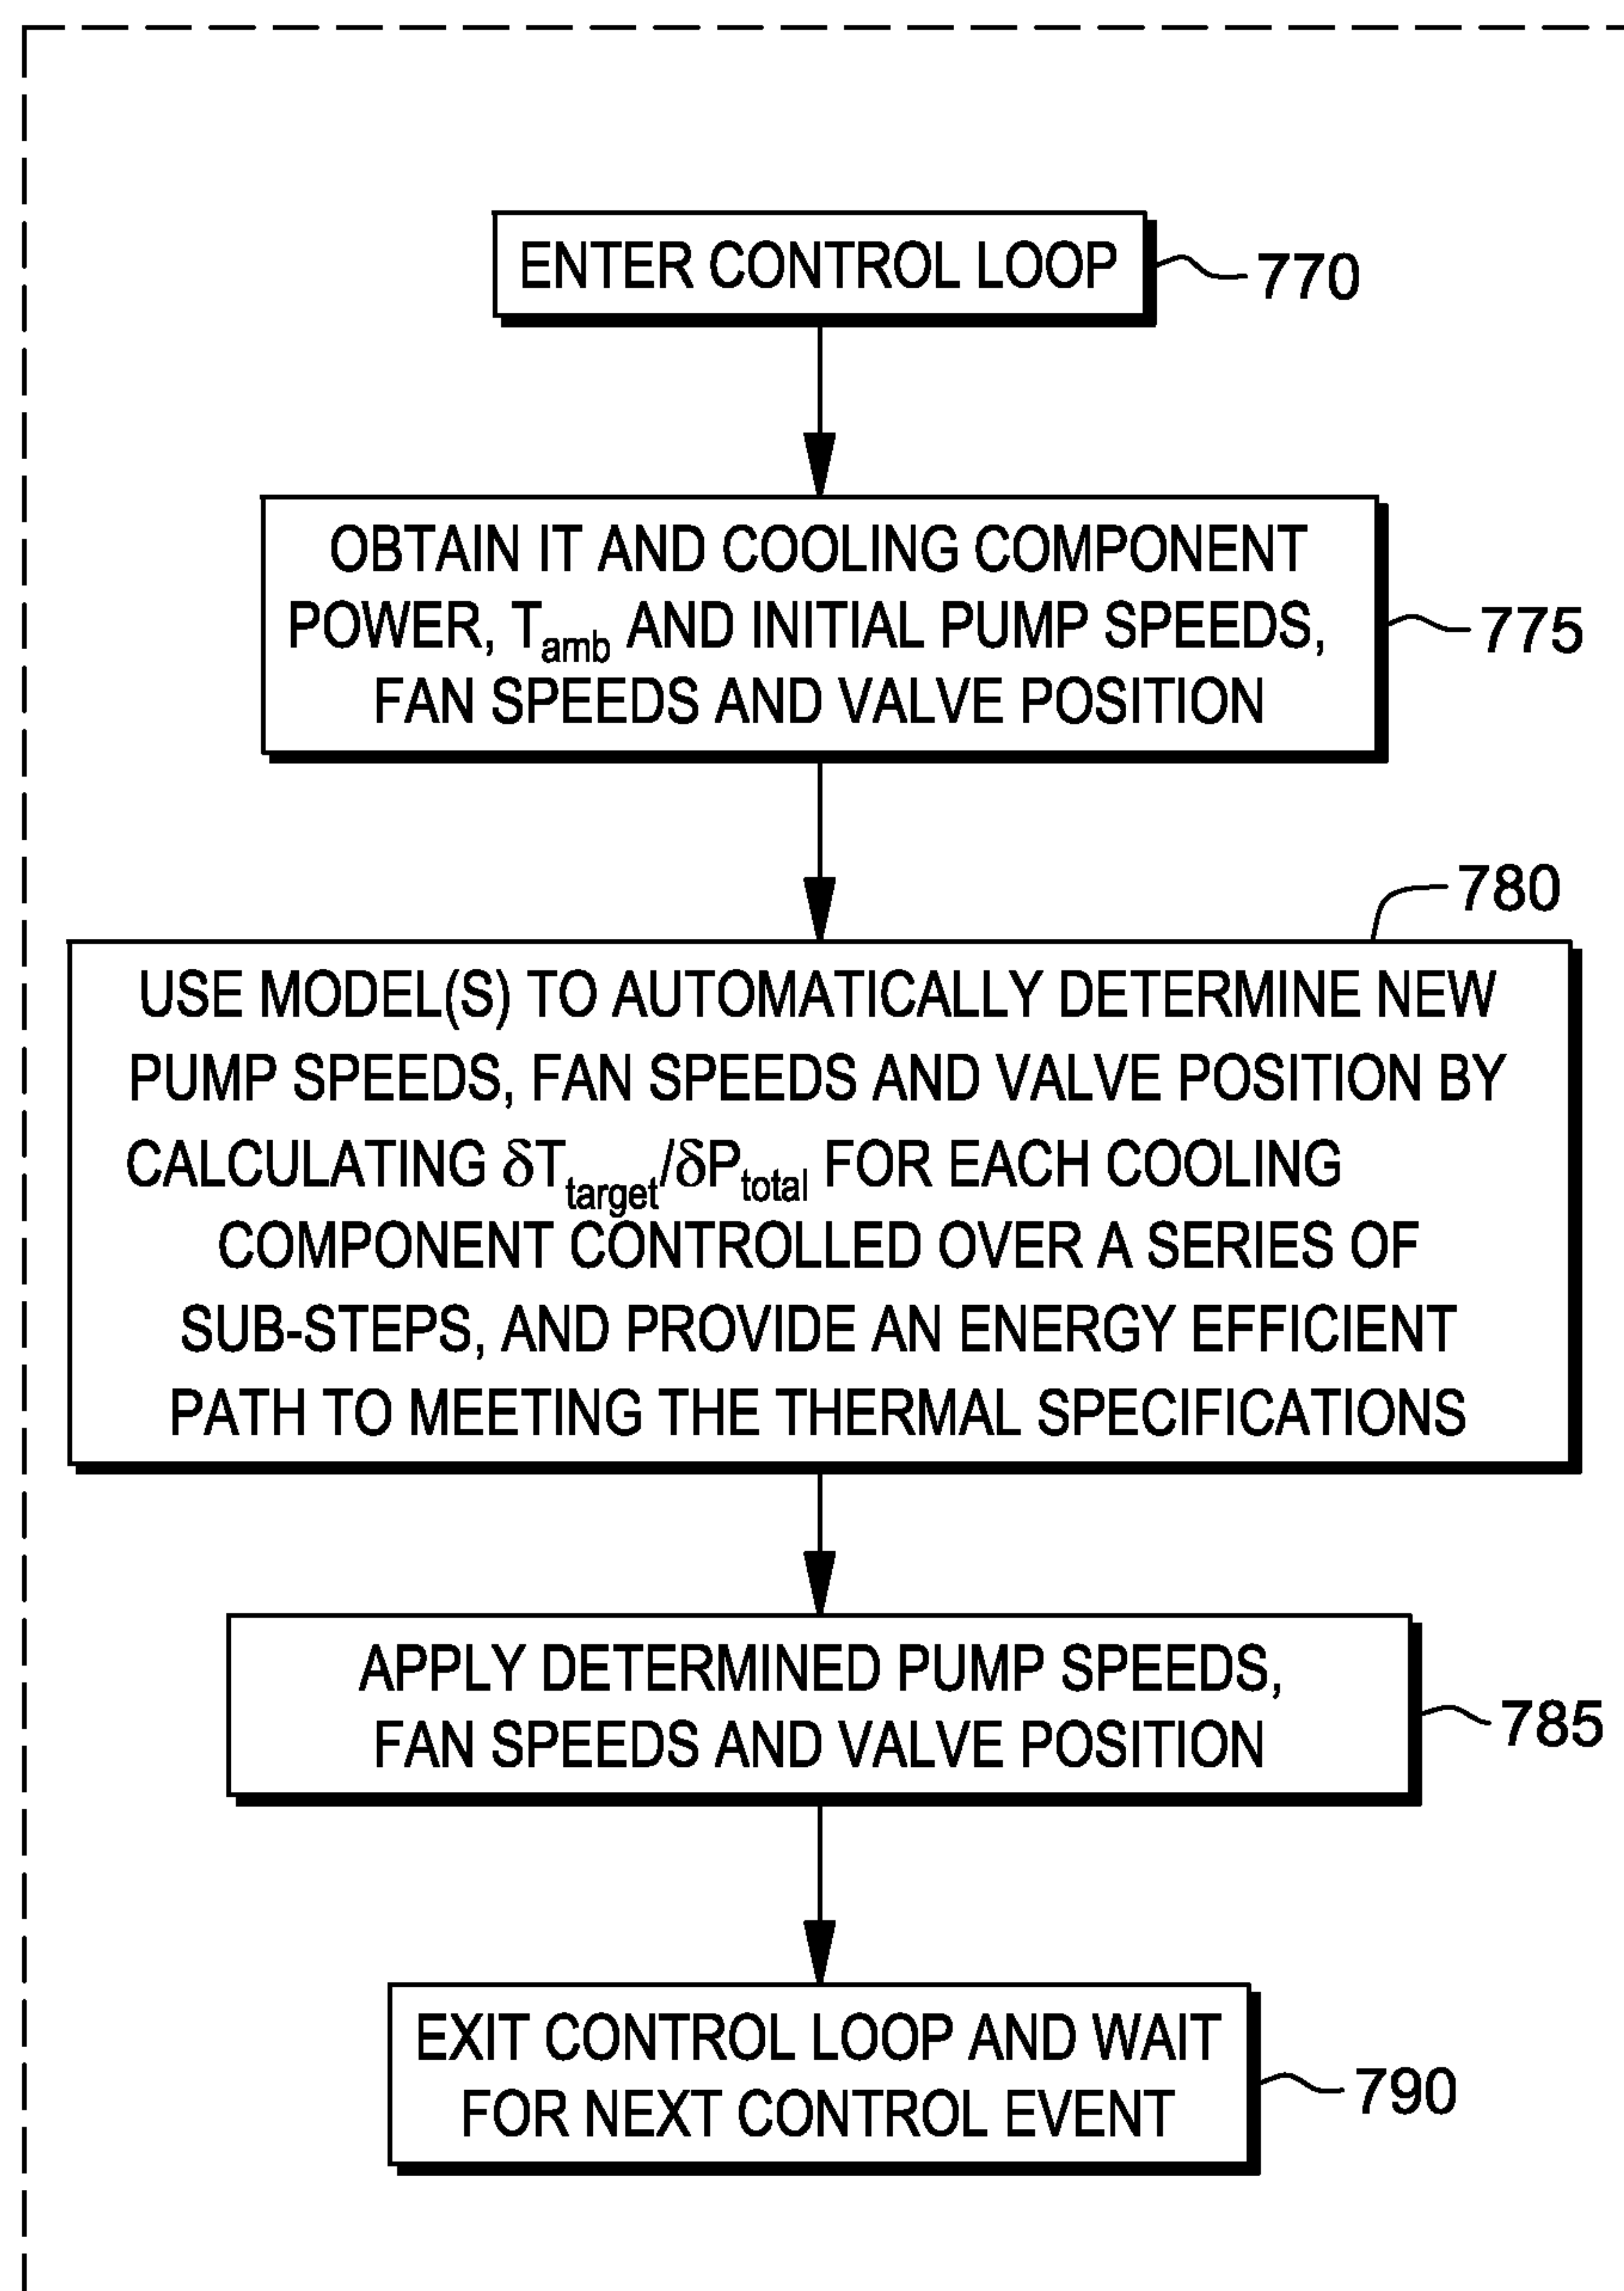 ENTER CONTROL LOOP
770
OBTAIN IT AND COOLING COMPONENT
POWER, Tamb AND INITIAL PUMP SPEEDS,
FAN SPEEDS AND VALVE POSITION
775
780
USE MODEL(S) TO AUTOMATICALLY DETERMINE NEW
PUMP SPEEDS, FAN SPEEDS AND VALVE POSITION BY
CALCULATING δTtarget/δPtotal FOR EACH COOLING
COMPONENT CONTROLLED OVER A SERIES OF
SUB-STEPS, AND PROVIDE AN ENERGY EFFICIENT
PATH TO MEETING THE THERMAL SPECIFICATIONS
APPLY DETERMINED PUMP SPEEDS,
FAN SPEEDS AND VALVE POSITION
785
EXIT CONTROL LOOP AND WAIT
FOR NEXT CONTROL EVENT
790